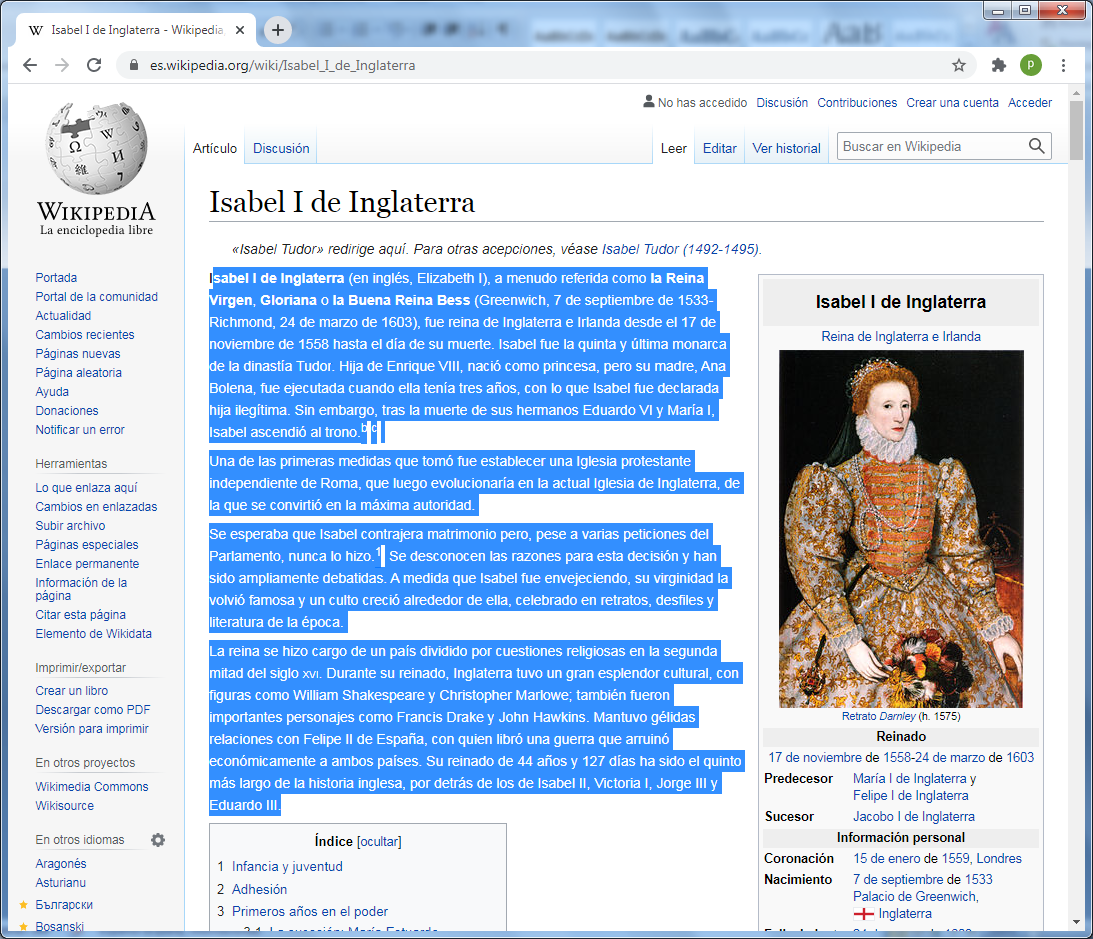 Isabel I de Inglaterra - Wikipedia,
es.wikipedia.org/wiki/Isabel_I_de_Inglaterra
P
No has accedido Discusión Contribuciones Crear una cuenta Acceder
Artículo Discusión Leer Editar Ver historial Buscar en Wikipedia
WIKIPEDIA
La enciclopedia libre
Portada
Portal de la comunidad
Actualidad
Cambios recientes
Páginas nuevas
Página aleatoria
Ayuda
Donaciones
Notificar un error
Herramientas
Lo que enlaza aquí
Cambios en enlazadas
Subir archivo
Páginas especiales
Enlace permanente
Información de la
página
Citar esta página
Elemento de Wikidata
Imprimir/exportar
Crear un libro
Descargar como PDF
Versión para imprimir
En otros proyectos
Wikimedia Commons
Wikisource
En otros idiomas
Aragonés
Asturianu
Български
Bosanski
Isabel I de Inglaterra
«Isabel Tudor» redirige aquí. Para otras acepciones, véase Isabel Tudor (1492-1495).
Isabel I de Inglaterra (en inglés, Elizabeth I), a menudo referida como la Reina
Virgen, Gloriana o la Buena Reina Bess (Greenwich, 7 de septiembre de 1533-
Richmond, 24 de marzo de 1603), fue reina de Inglaterra e Irlanda desde el 17 de
noviembre de 1558 hasta el día de su muerte. Isabel fue la quinta y última monarca
de la dinastía Tudor. Hija de Enrique VIII, nació como princesa, pero su madre, Ana
Bolena, fue ejecutada cuando ella tenía tres años, con lo que Isabel fue declarada
hija ilegítima. Sin embargo, tras la muerte de sus hermanos Eduardo VI y María I,
Isabel ascendió al trono.b c
Una de las primeras medidas que tomó fue establecer una Iglesia protestante
independiente de Roma, que luego evolucionaría en la actual Iglesia de Inglaterra, de
la que se convirtió en la máxima autoridad.
Se esperaba que Isabel contrajera matrimonio pero, pese a varias peticiones del
Parlamento, nunca lo hizo.1 Se desconocen las razones para esta decisión y han
sido ampliamente debatidas. A medida que Isabel fue envejeciendo, su virginidad la
volvió famosa y un culto creció alrededor de ella, celebrado en retratos, desfiles y
literatura de la época.
La reina se hizo cargo de un país dividido por cuestiones religiosas en la segunda
mitad del siglo XVI. Durante su reinado, Inglaterra tuvo un gran esplendor cultural, con
figuras como William Shakespeare y Christopher Marlowe; también fueron
importantes personajes como Francis Drake y John Hawkins. Mantuvo gélidas
relaciones con Felipe II de España, con quien libró una guerra que arruinó
económicamente a ambos países. Su reinado de 44 años y 127 días ha sido el quinto
más largo de la historia inglesa, por detrás de los de Isabel II, Victoria I, Jorge III y
Eduardo III.
Índice [ocultar]
1 Infancia y juventud
2 Adhesión
3 Primeros años en el poder
3.1 La sucesión: María Estuardo
Isabel I de Inglaterra
Reina de Inglaterra e Irlanda
Retrato Darnley (h. 1575)
Reinado
17 de noviembre de 1558-24 de marzo de 1603
Predecesor María I de Inglaterra y
Felipe I de Inglaterra
Sucesor Jacobo I de Inglaterra
Información personal
Coronación 15 de enero de 1559, Londres
Nacimiento 7 de septiembre de 1533
Palacio de Greenwich,
Inglaterra